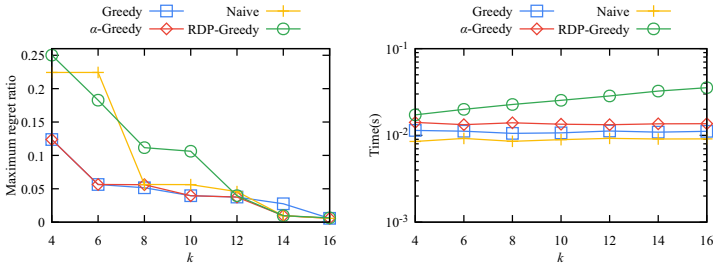 Greedy
Naive
α-Greedy
RDP-Greedy
Maximum regret ratio
0.25
0.2
0.15
0.1
0.05
0
4 6 8 10 12 14 16
k
Greedy
Naive
α-Greedy
RDP-Greedy
Time(s)
10-1
10-2
10-3
4 6 8 10 12 14 16
k